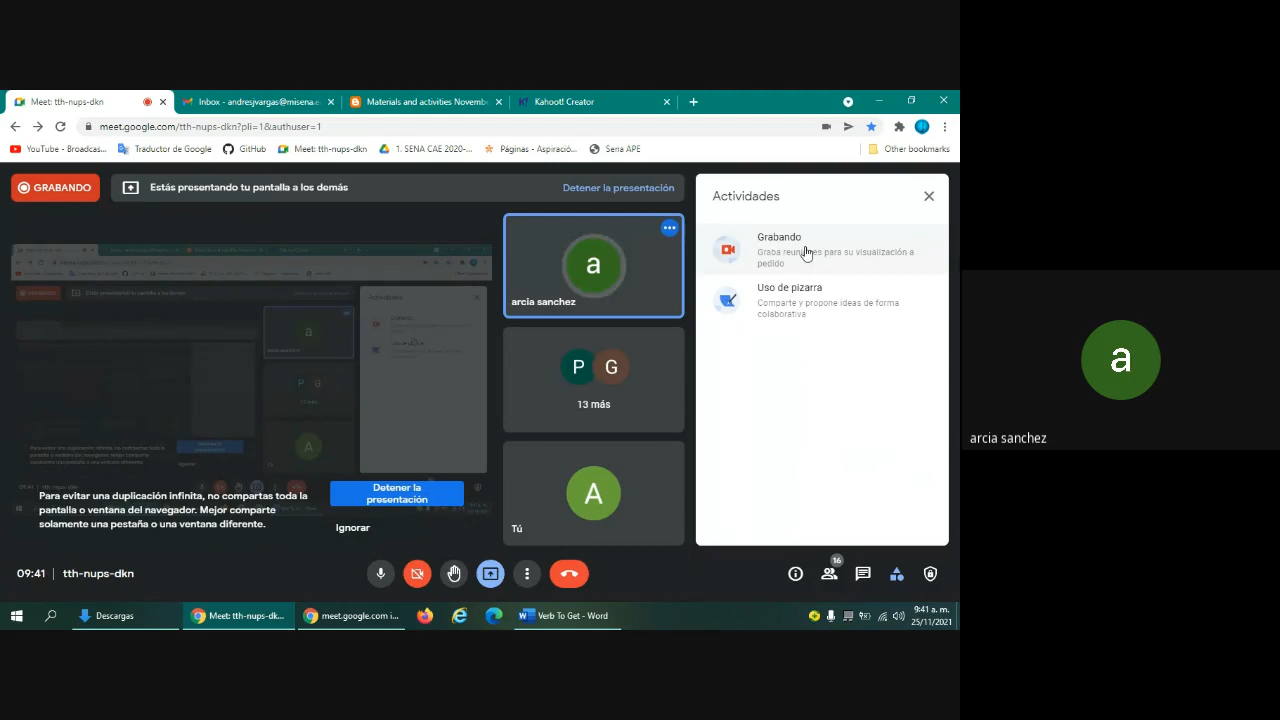 Meet: tth-nups-dkn
Inbox - andresjvargas@misena.e
Materials and activities Novemb
Kahoot! Creator
meet.google.com/tth-nups-dkn?pli=1&authuser=1
YouTube - Broadcas...
Traductor de Google
GitHub
Meet: tth-nups-dkn
1. SENA CAE 2020-...
Páginas - Aspiració...
Sena APE
Other bookmarks
GRABANDO
Estás presentando tu pantalla a los demás
Detener la presentación
Actividades
Grabando
Graba reuniones para su visualización a
pedido
Uso de pizarra
Comparte y propone ideas de forma
colaborativa
a
arcia sanchez
P G
13 más
A
Tú
Para evitar una duplicación infinita, no compartas toda la
pantalla o ventana del navegador. Mejor comparte
solamente una pestaña o una ventana diferente.
Detener la
presentación
Ignorar
09:41 | tth-nups-dkn
16
Descargas
Meet: tth-nups-dk...
meet.google.com i...
Verb To Get - Word
9:41 a. m.
25/11/2021
a
arcia sanchez